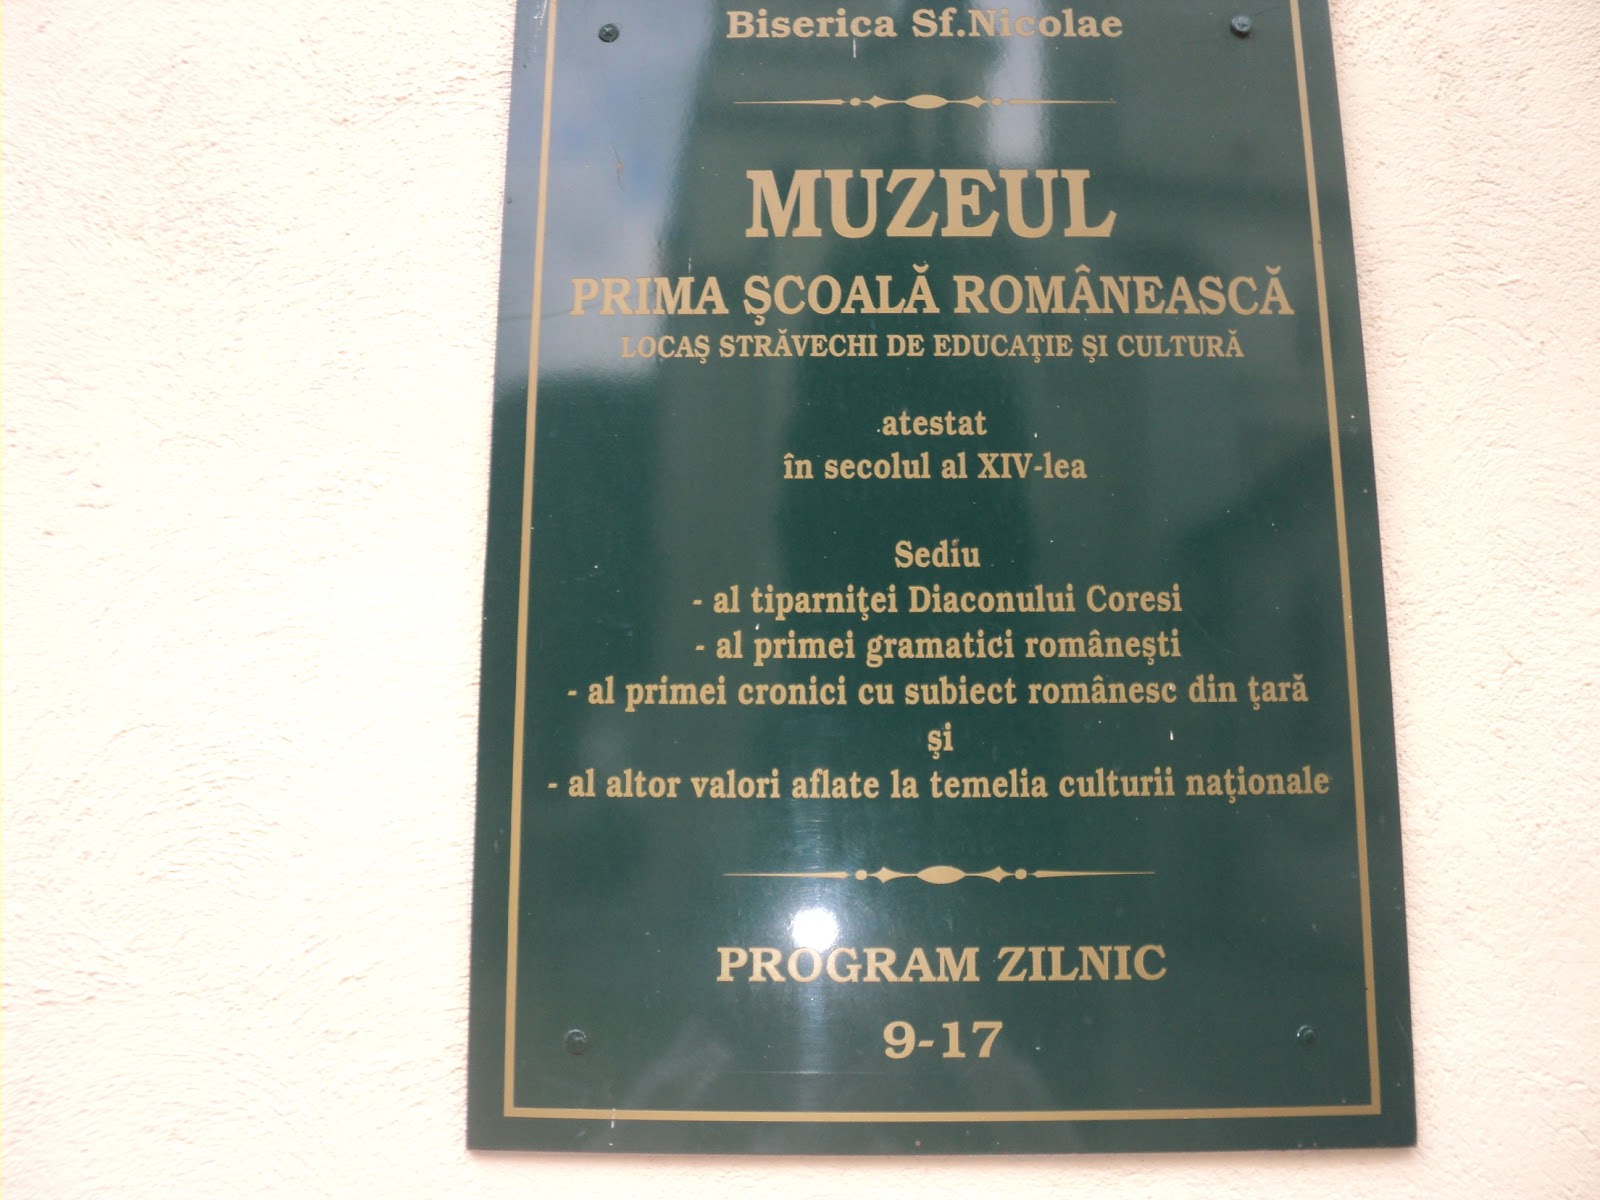 Biserica Sf.Nicolae
MUZEUL
PRIMA ŞCOALĂ ROMÂNEASCĂ
LOCAŞ STRĂVECHI DE EDUCAŢIE ŞI CULTURĂ
atestat
în secolul al XIV-lea
Sediu
- al tiparniţei Diaconului Coresi
- al primei gramatici româneşti
- al primei cronici cu subiect românesc din ţară
şi
- al altor valori aflate la temelia culturii naţionale
PROGRAM ZILNIC
9-17